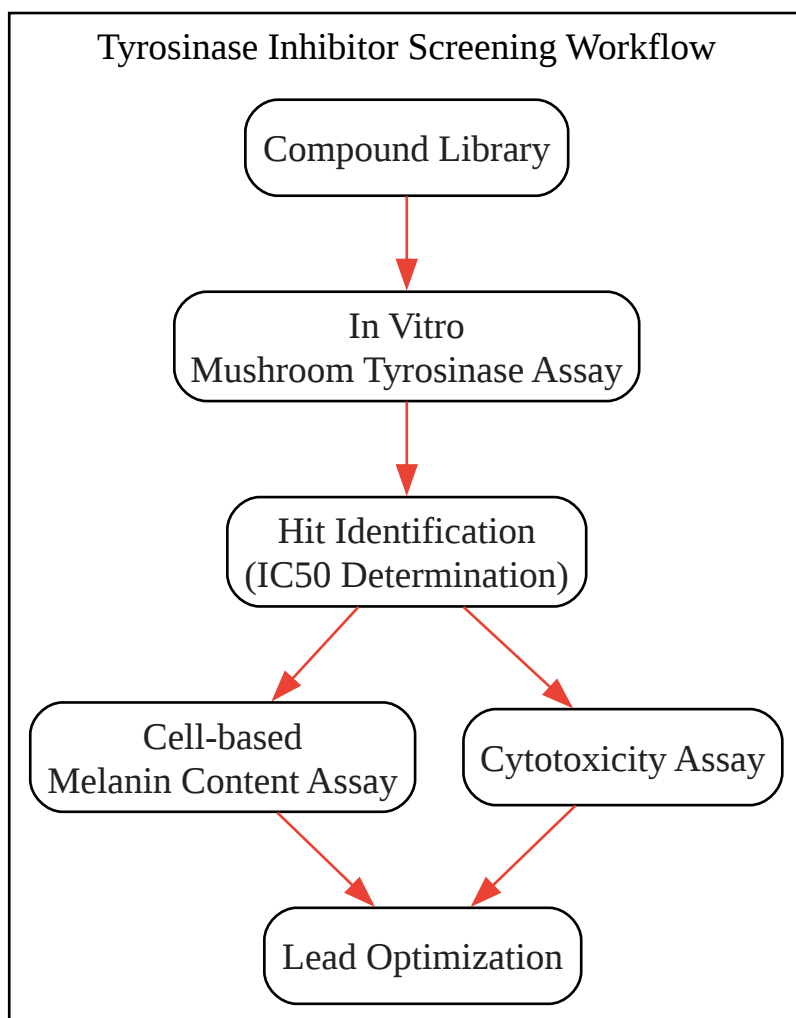 Tyrosinase Inhibitor Screening Workflow
Compound Library
In Vitro
Mushroom Tyrosinase Assay
Hit Identification
(IC50 Determination)
Cell-based
Melanin Content Assay
Cytotoxicity Assay
Lead Optimization